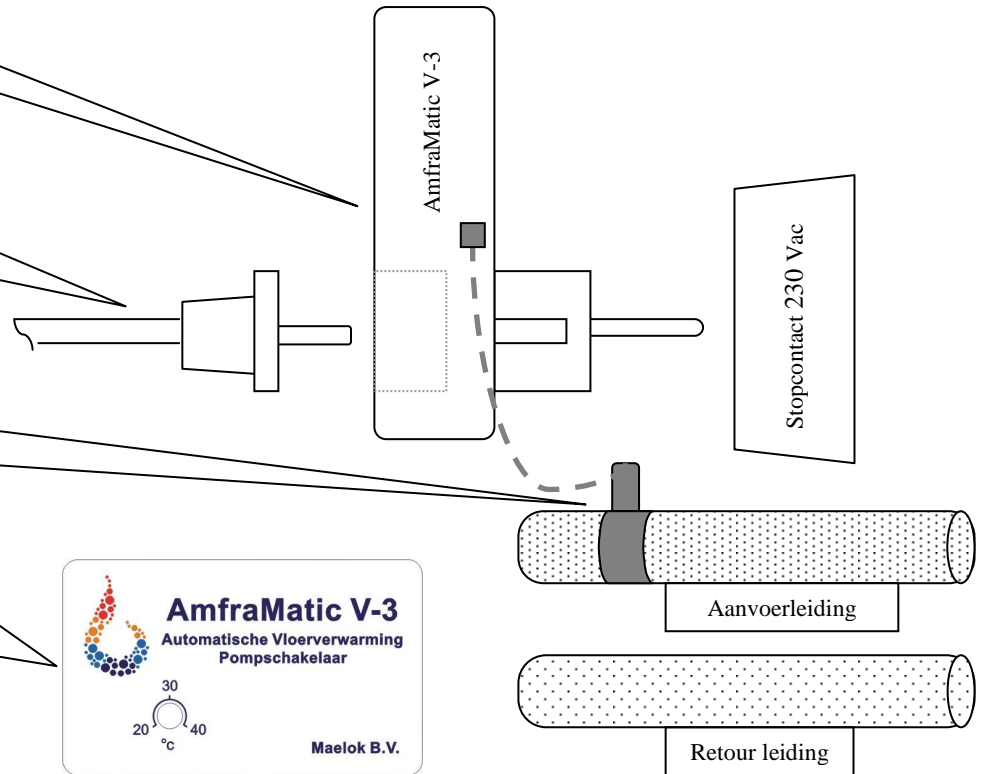 AmfraMatic V-3
Stopcontact 230 Vac
Aanvoerleiding
Retour leiding
AmfraMatic V-3
Automatische Vloerverwarming
Pompschakelaar
30
20 40
°c
Maelok B.V.